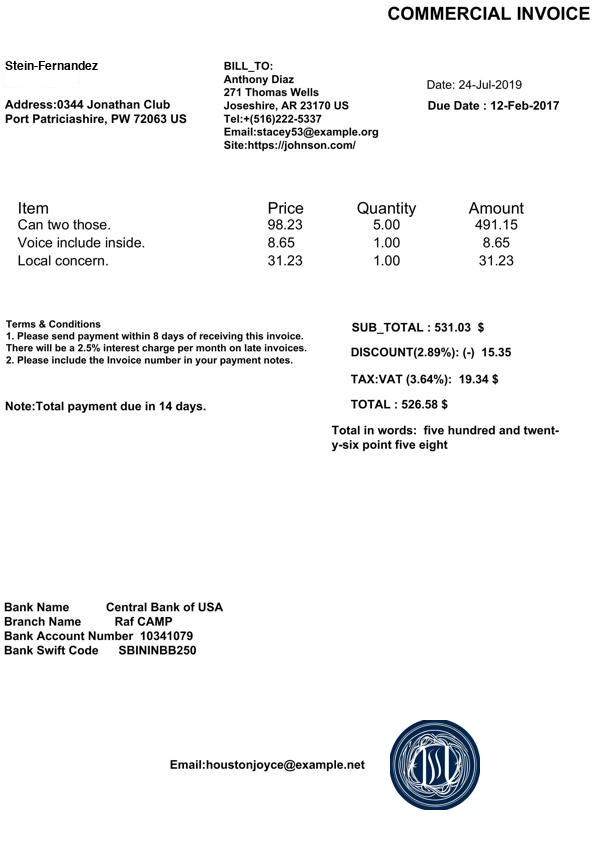 COMMERCIAL INVOICE
Stein-Fernandez
Address:0344 Jonathan Club
Port Patriciashire, PW 72063 US
BILL_TO:
Anthony Diaz
271 Thomas Wells
Joseshire, AR 23170 US
Tel:+(516)222-5337
Email:stacey53@example.org
Site:https://johnson.com/
Date: 24-Jul-2019
Due Date : 12-Feb-2017
Item Price Quantity Amount
Can two those. 98.23 5.00 491.15
Voice include inside. 8.65 1.00 8.65
Local concern. 31.23 1.00 31.23
Terms & Conditions
1. Please send payment within 8 days of receiving this invoice.
There will be a 2.5% interest charge per month on late invoices.
2. Please include the Invoice number in your payment notes.
Note:Total payment due in 14 days.
SUB_TOTAL : 531.03 $
DISCOUNT(2.89%): (-) 15.35
TAX:VAT (3.64%): 19.34 $
TOTAL : 526.58 $
Total in words: five hundred and twent-
y-six point five eight
Bank Name Central Bank of USA
Branch Name Raf CAMP
Bank Account Number 10341079
Bank Swift Code SBININBB250
Email:houstonjoyce@example.net